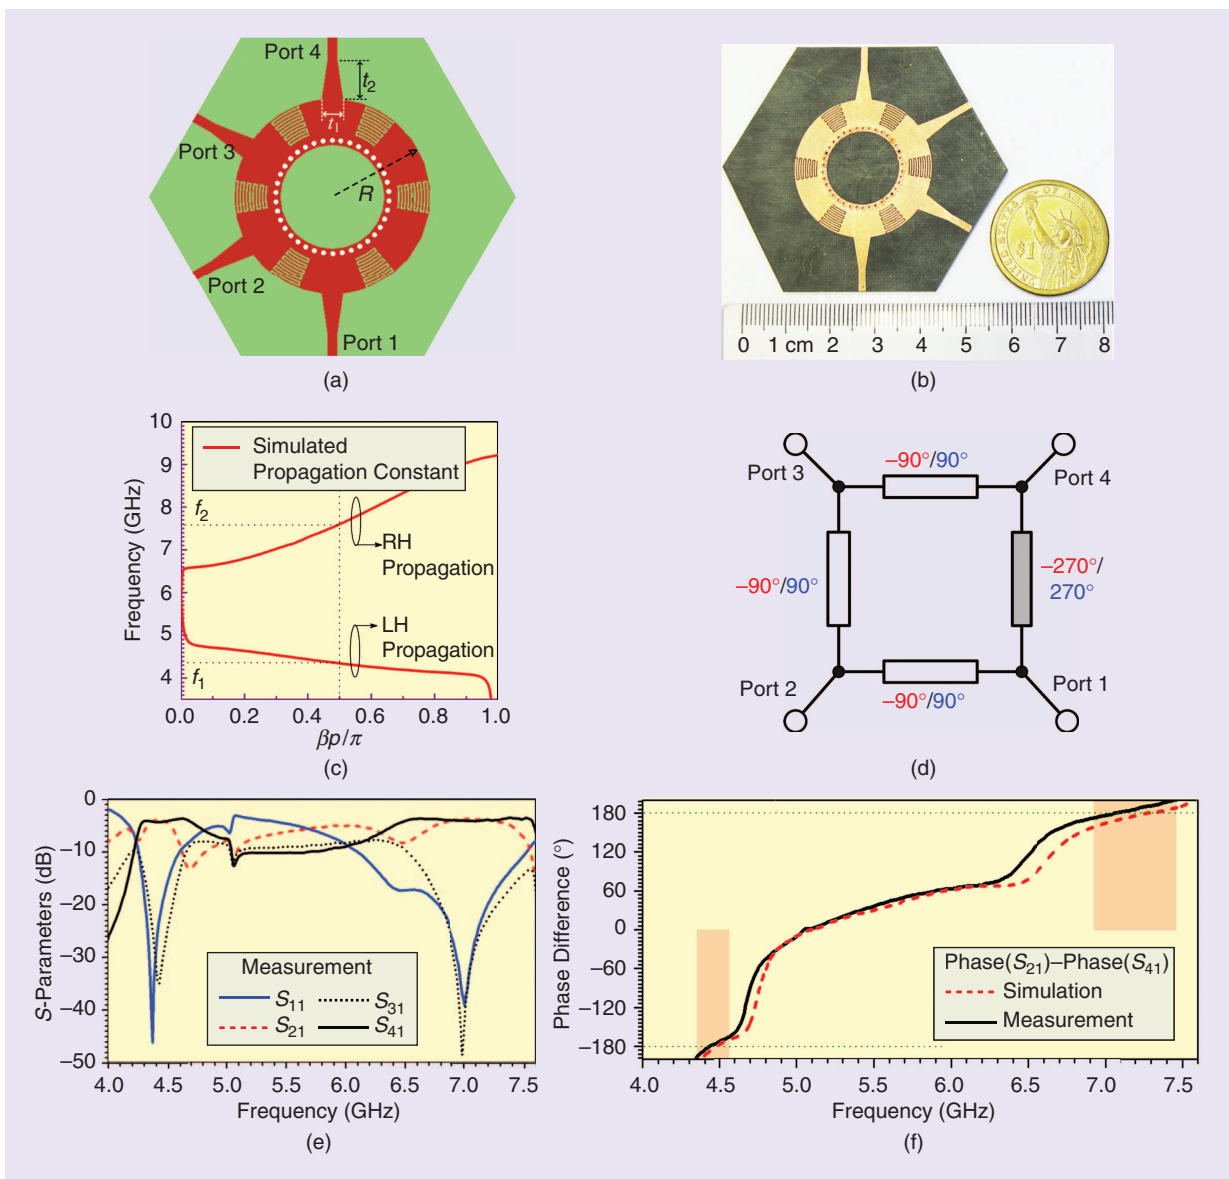 Port 4
t2
t1
Port 3
R
Port 2
Port 1
(a)
UNITED STATES OF AMERICA
$1
0 1 cm 2 3 4 5 6 7 8
(b)
10
9
8
7
6
5
4
Frequency (GHz)
Simulated
Propagation Constant
f2
RH
Propagation
LH
Propagation
f1
0.0 0.2 0.4 0.6 0.8 1.0
βp/π
(c)
Port 3
–90°/90°
Port 4
–90°/90°
–270°/
270°
Port 2
–90°/90°
Port 1
(d)
0
–10
–20
–30
–40
–50
S-Parameters (dB)
Measurement
S11
S31
S21
S41
4.0 4.5 5.0 5.5 6.0 6.5 7.0 7.5
Frequency (GHz)
(e)
180
120
60
0
–60
–120
–180
Phase Difference (°)
Phase(S21)–Phase(S41)
Simulation
Measurement
4.0 4.5 5.0 5.5 6.0 6.5 7.0 7.5
Frequency (GHz)
(f)